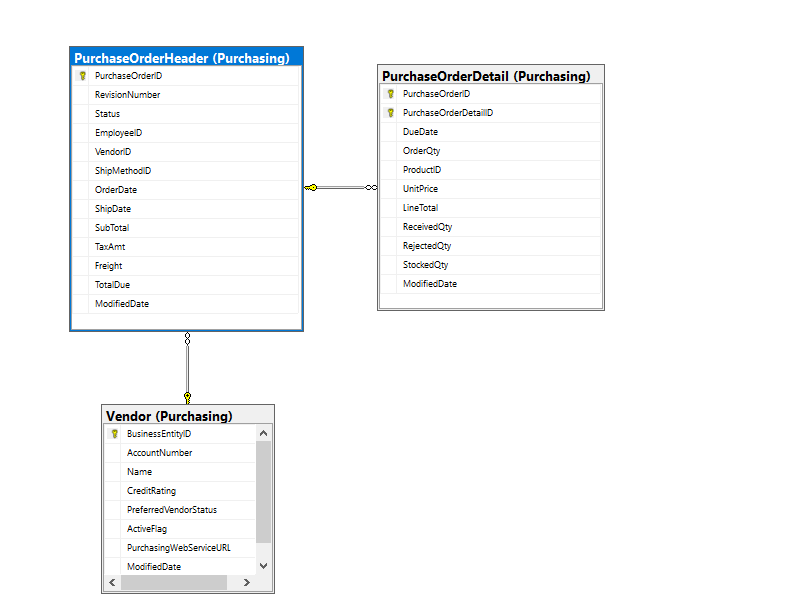 PurchaseOrderHeader (Purchasing)
PurchaseOrderID
RevisionNumber
Status
EmployeeID
VendorID
ShipMethodID
OrderDate
ShipDate
SubTotal
TaxAmt
Freight
TotalDue
ModifiedDate
PurchaseOrderDetail (Purchasing)
PurchaseOrderID
PurchaseOrderDetailID
DueDate
OrderQty
ProductID
UnitPrice
LineTotal
ReceivedQty
RejectedQty
StockedQty
ModifiedDate
Vendor (Purchasing)
BusinessEntityID
AccountNumber
Name
CreditRating
PreferredVendorStatus
ActiveFlag
PurchasingWebServiceURL
ModifiedDate